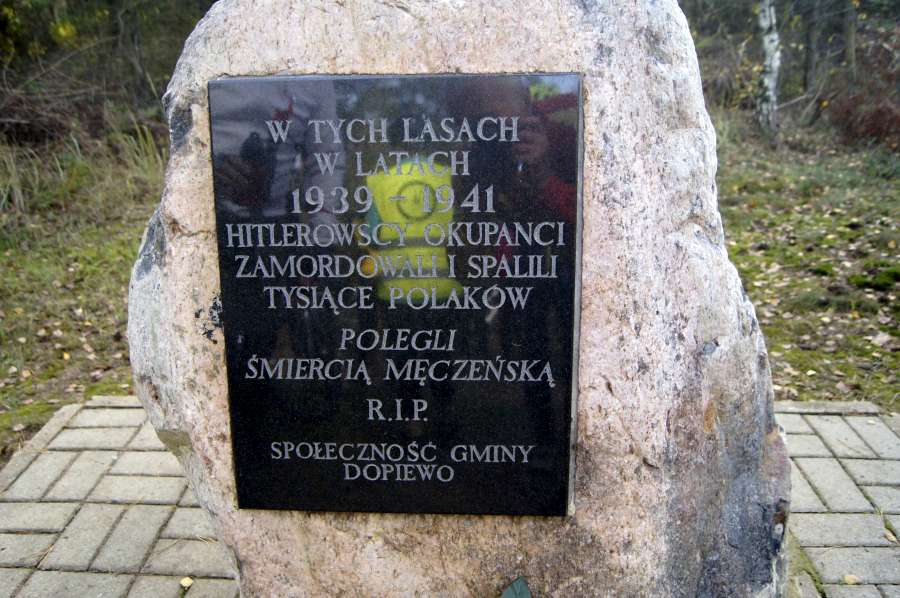 W TYCH LASACH
W LATACH
1939 - 1941
HITLEROWSCY OKUPANCI
ZAMORDOWALI I SPALILI
TYSIĄCE POLAKÓW
POLEGLI
ŚMIERCIĄ MĘCZEŃSKĄ
R.I.P.
SPOŁECZNOŚĆ GMINY
DOPIEWO